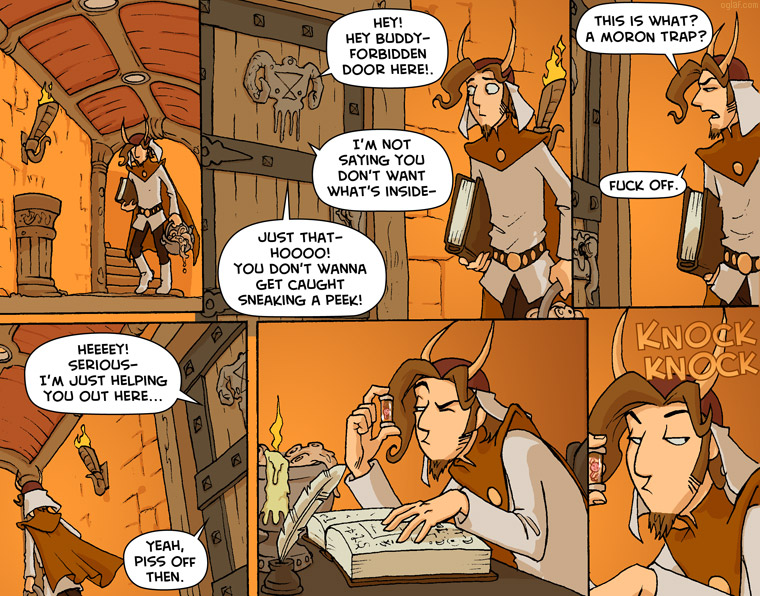 oglaf.com
HEY!
HEY BUDDY-
FORBIDDEN
DOOR HERE!.
I'M NOT
SAYING YOU
DON'T WANT
WHAT'S INSIDE-
JUST THAT-
HOOOO!
YOU DON'T WANNA
GET CAUGHT
SNEAKING A PEEK!
THIS IS WHAT?
A MORON TRAP?
FUCK OFF.
HEEEEY!
SERIOUS-
I'M JUST HELPING
YOU OUT HERE...
YEAH,
PISS OFF
THEN.
KNOCK
KNOCK